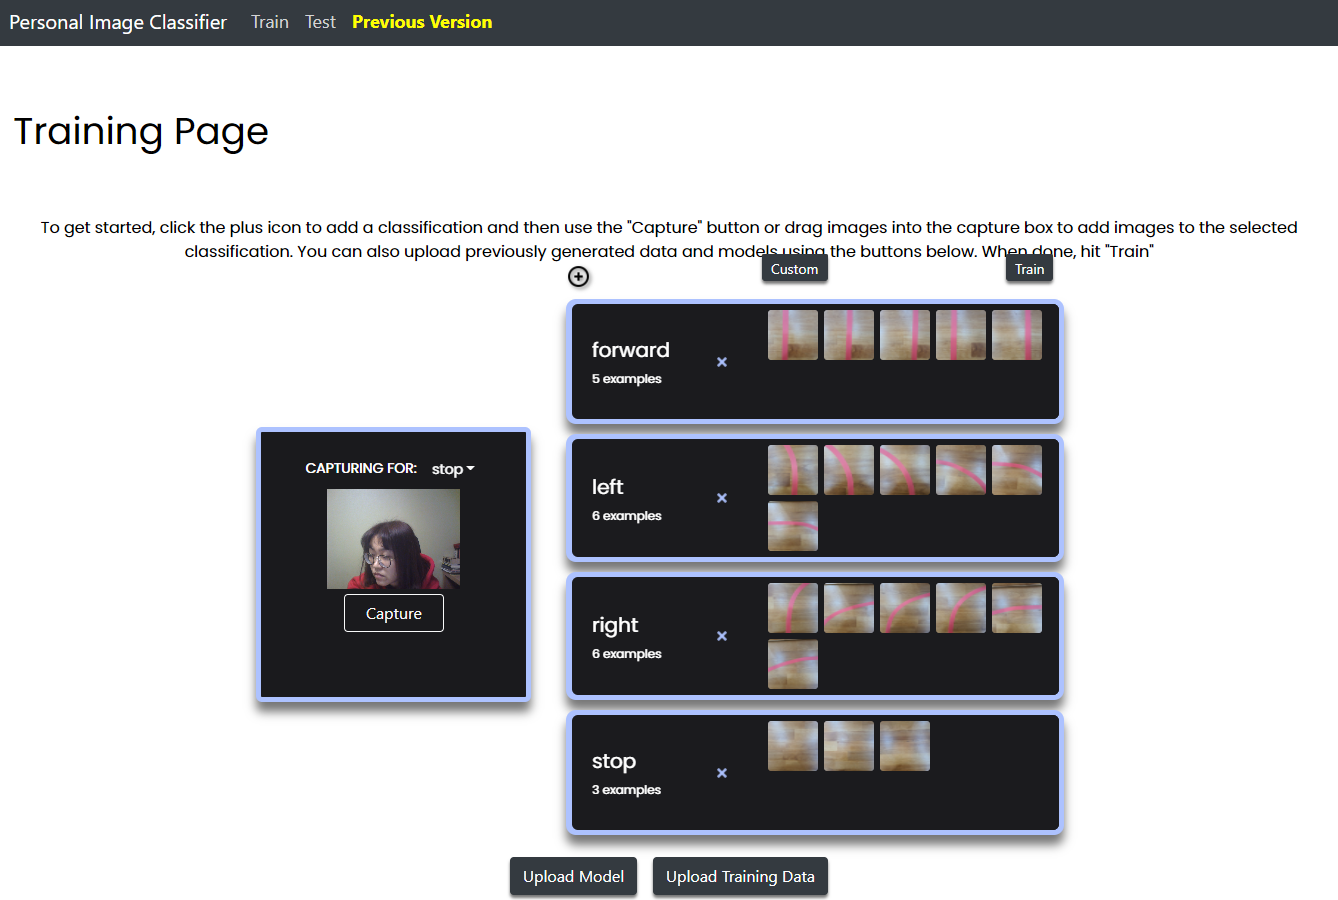 Personal Image Classifier Train Test Previous Version
Training Page
To get started, click the plus icon to add a classification and then use the "Capture" button or drag images into the capture box to add images to the selected
classification. You can also upload previously generated data and models using the buttons below. When done, hit "Train"
Custom Train
forward
5 examples
left
6 examples
CAPTURING FOR: stop
Capture
right
6 examples
stop
3 examples
Upload Model Upload Training Data